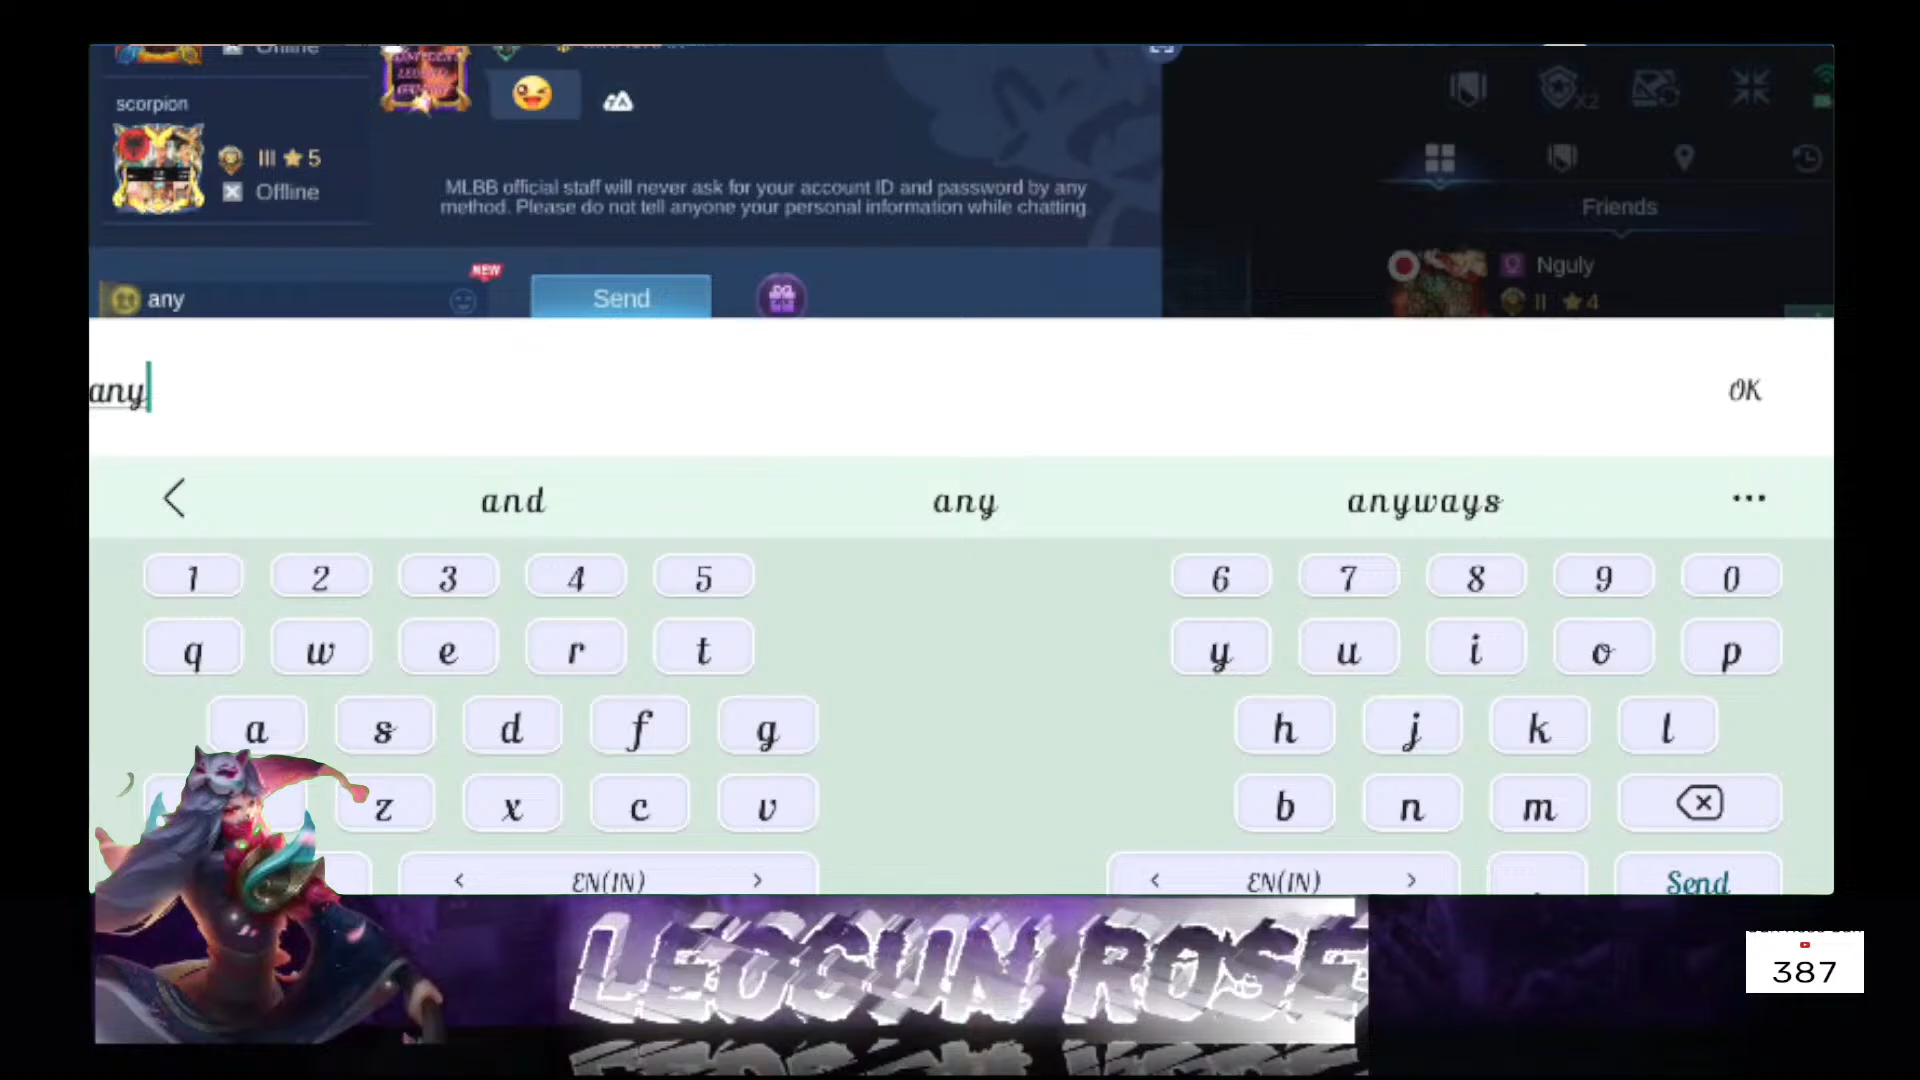 scorpion
III 5
Offline
X2
MLBB official staff will never ask for your account ID and password by any
method. Please do not tell anyone your personal information while chatting
Friends
Nguly
II 4
NEW
any
Send
any
OK
and any anyways
1 2 3 4 5 6 7 8 9 0
q w e r t y u i o p
a s d f g h j k l
z x c v b n m
EN(IN) EN(IN) . Send
LEOGUN ROSE
387